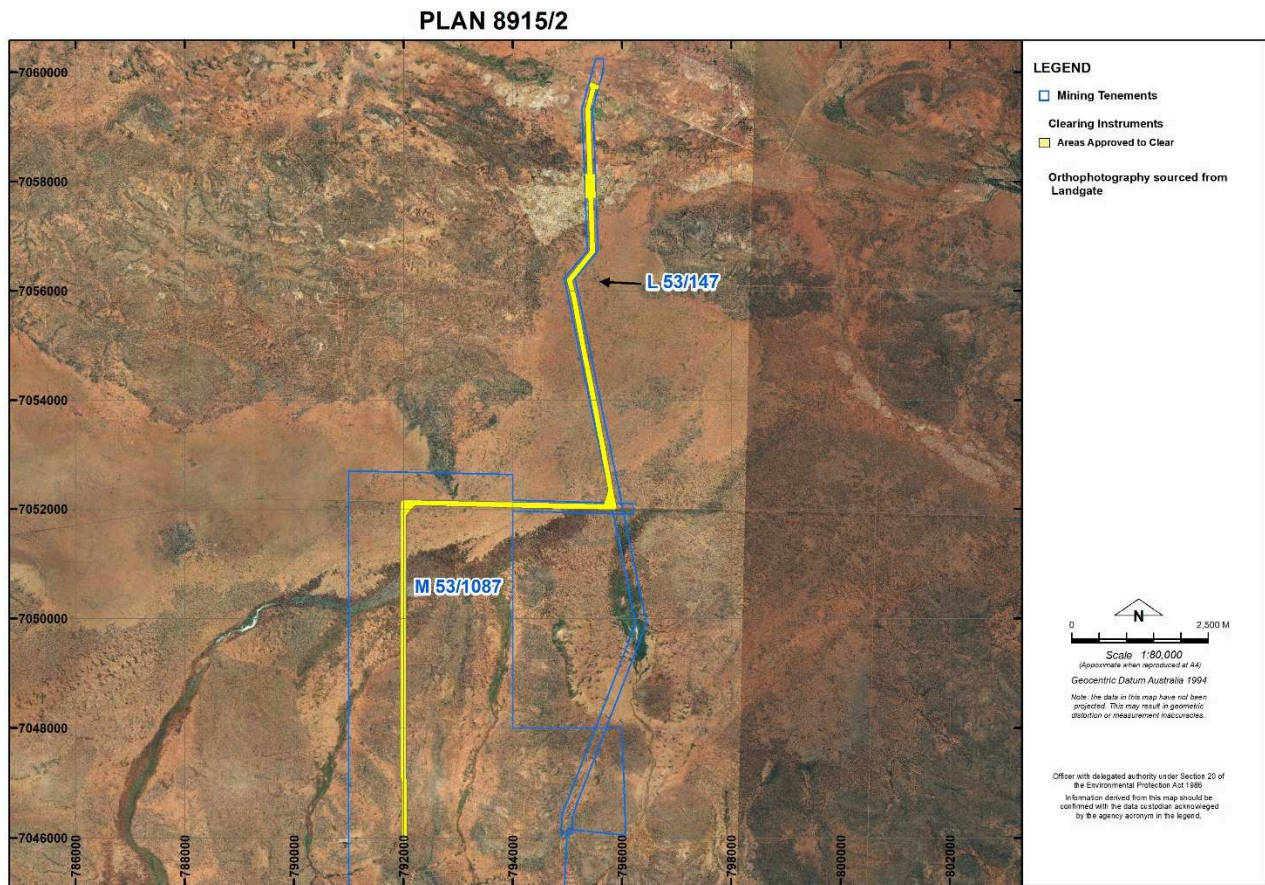 PLAN 8915/2
7060000
7058000
7056000
7054000
7052000
7050000
7048000
7046000
786000
788000
790000
792000
794000
796000
798000
800000
802000
L 53/147
M 53/1087
LEGEND
Mining Tenements
Clearing Instruments
Areas Approved to Clear
Orthophotography sourced from
Landgate
N
0 2,500 M
Scale 1:80,000
(Approximate when reproduced at A4)
Geocentric Datum Australia 1994
Note: the data in this map have not been
projected. This may result in geometric
distortion or measurement inaccuracies.
Officer with delegated authority under Section 20 of
the Environmental Protection Act 1986
Information derived from this map should be
confirmed with the data custodian acknowleged
by the agency acronym in the legend.